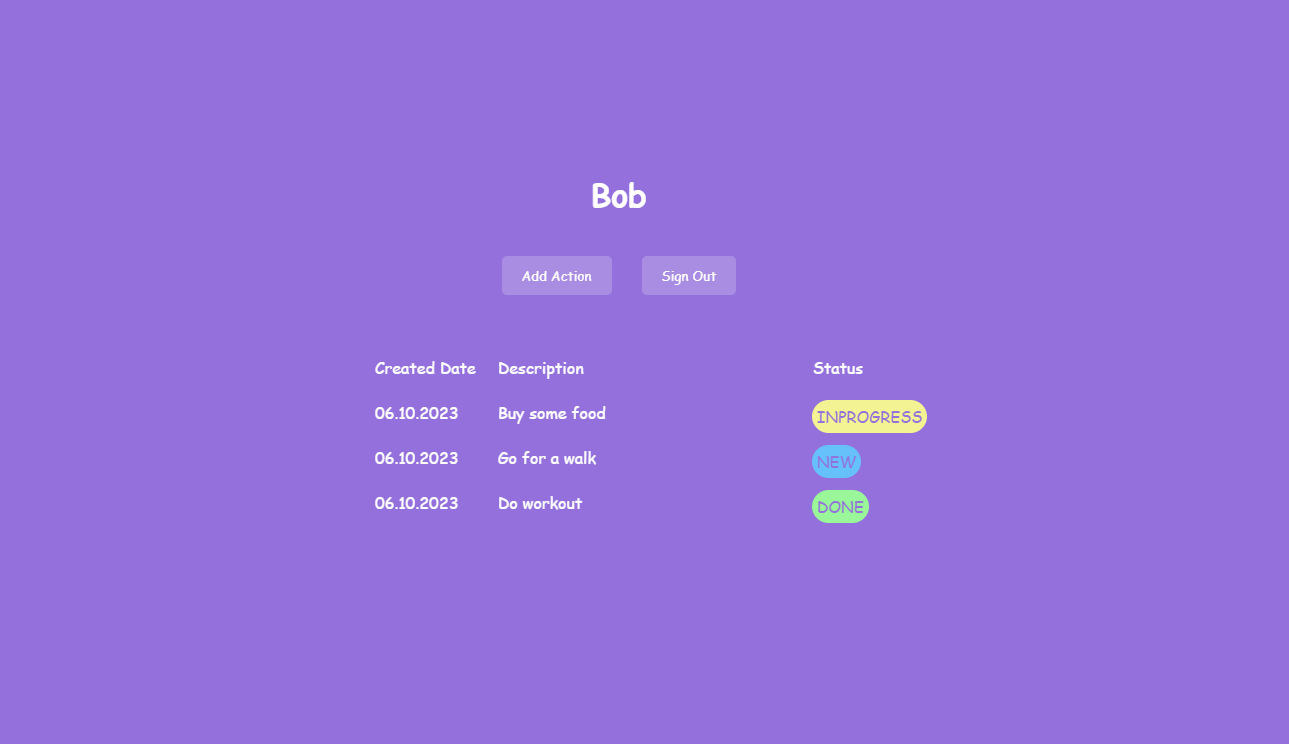 Bob
Add Action Sign Out
Created Date Description Status
06.10.2023 Buy some food INPROGRESS
06.10.2023 Go for a walk NEW
06.10.2023 Do workout DONE